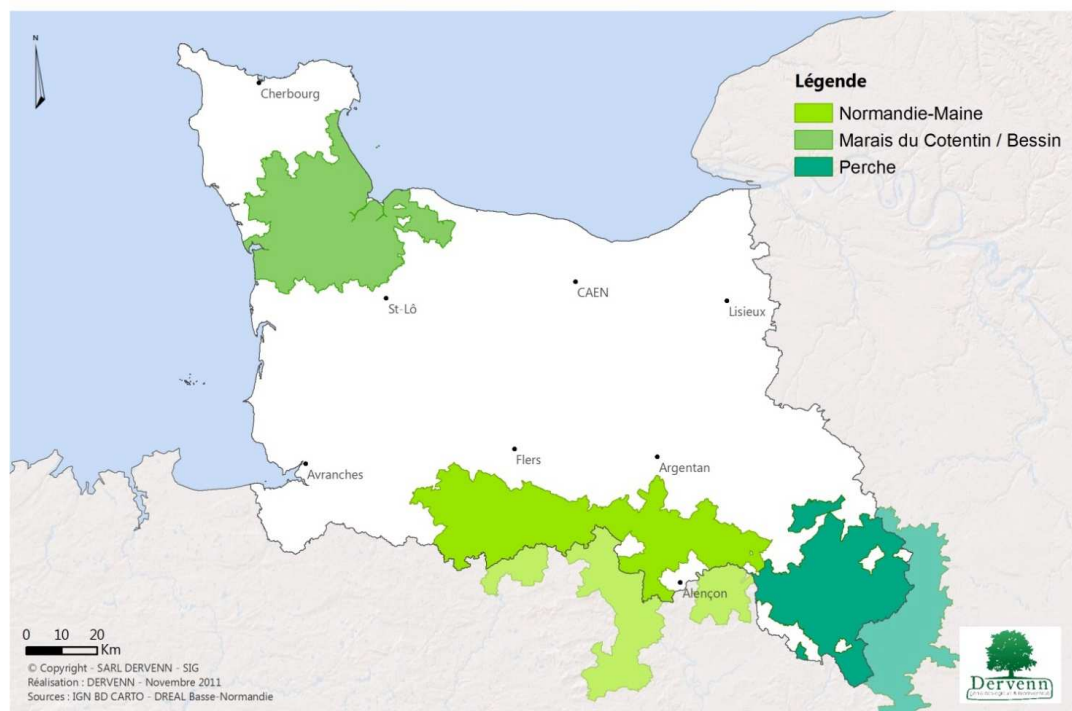 N
Cherbourg
Légende
Normandie-Maine
Marais du Cotentin / Bessin
Perche
CAEN
St-Lô
Lisieux
Flers
Argentan
Avranches
Alençon
0 10 20
Km
© Copyright - SARL DERVENN - SIG
Réalisation : DERVENN - Novembre 2011
Sources : IGN BD CARTO - DREAL Basse-Normandie
Dervenn